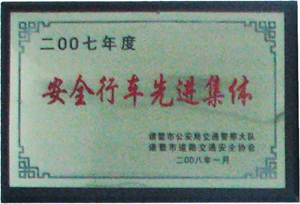 二00七年度
安全行车先进集体
诸暨市公安局交通警察大队
诸暨市道路交通安全协会
二00八年一月